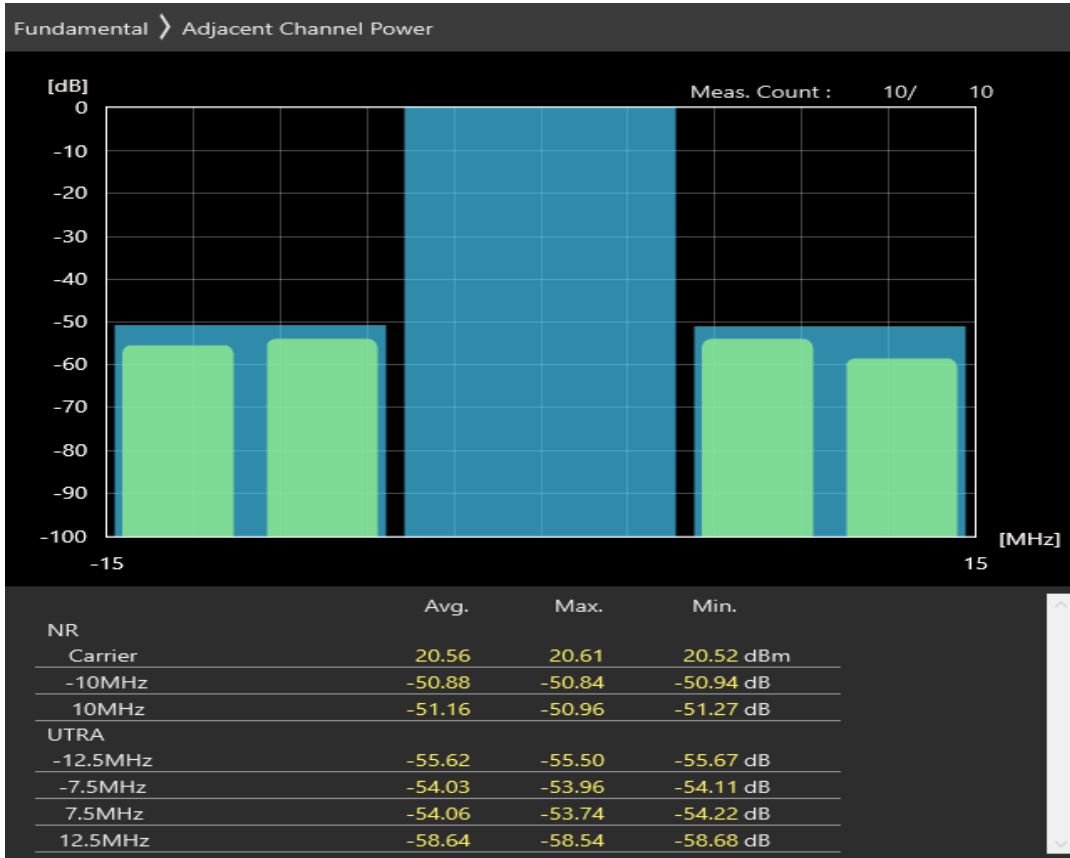 Fundamental 〉 Adjacent Channel Power
[dB]
Meas. Count : 10/ 10
0
-10
-20
-30
-40
-50
-60
-70
-80
-90
-100
[MHz]
-15 15
Avg. Max. Min.
NR
Carrier 20.56 20.61 20.52 dBm
-10MHz -50.88 -50.84 -50.94 dB
10MHz -51.16 -50.96 -51.27 dB
UTRA
-12.5MHz -55.62 -55.50 -55.67 dB
-7.5MHz -54.03 -53.96 -54.11 dB
7.5MHz -54.06 -53.74 -54.22 dB
12.5MHz -58.64 -58.54 -58.68 dB